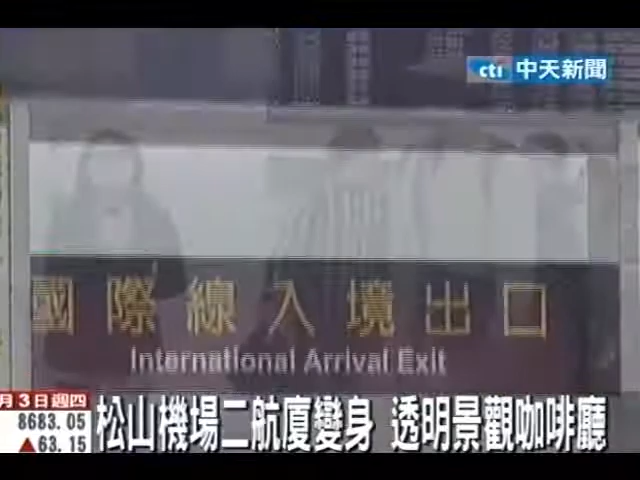 cti 中天新聞
國際線入境出口
International Arrival Exit
月3日週四
8683.05
▲63.15
松山機場二航廈變身 透明景觀咖啡廳